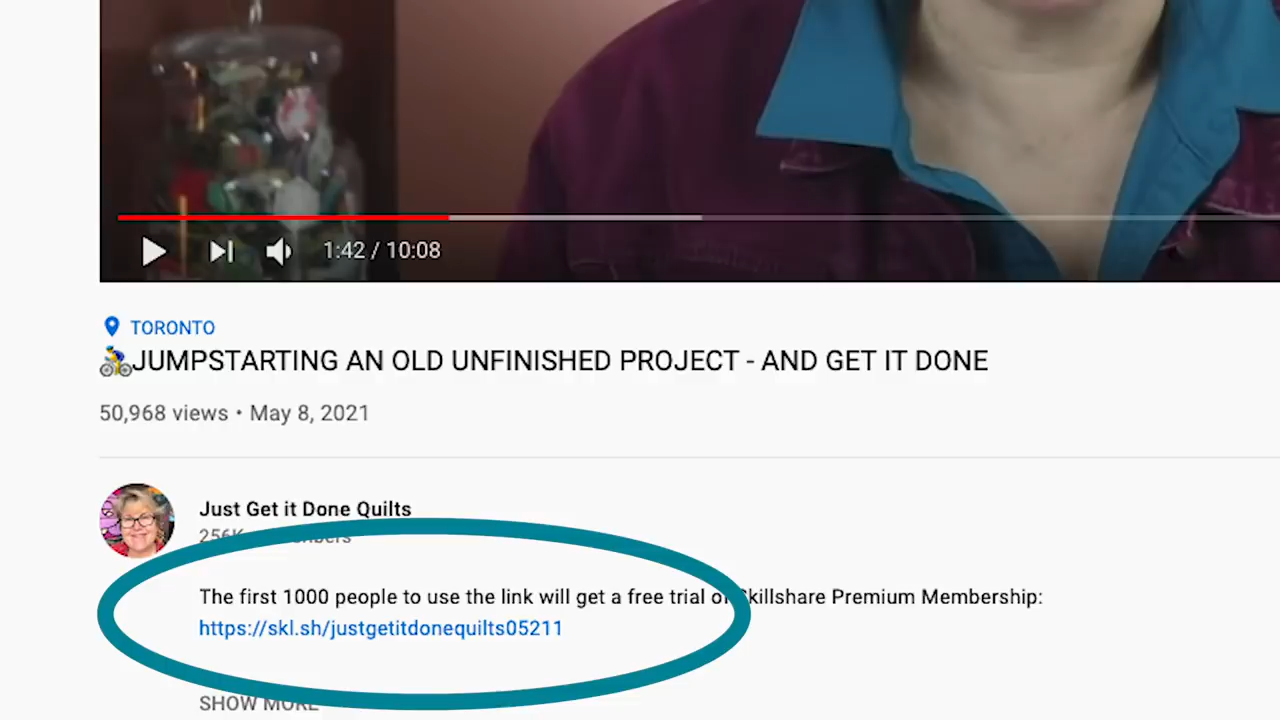 1:42 / 10:08
TORONTO
🚴JUMPSTARTING AN OLD UNFINISHED PROJECT - AND GET IT DONE
50,968 views • May 8, 2021
Just Get it Done Quilts
256K
The first 1000 people to use the link will get a free trial of Skillshare Premium Membership:
https://skl.sh/justgetitdonequilts05211
SHOW MORE